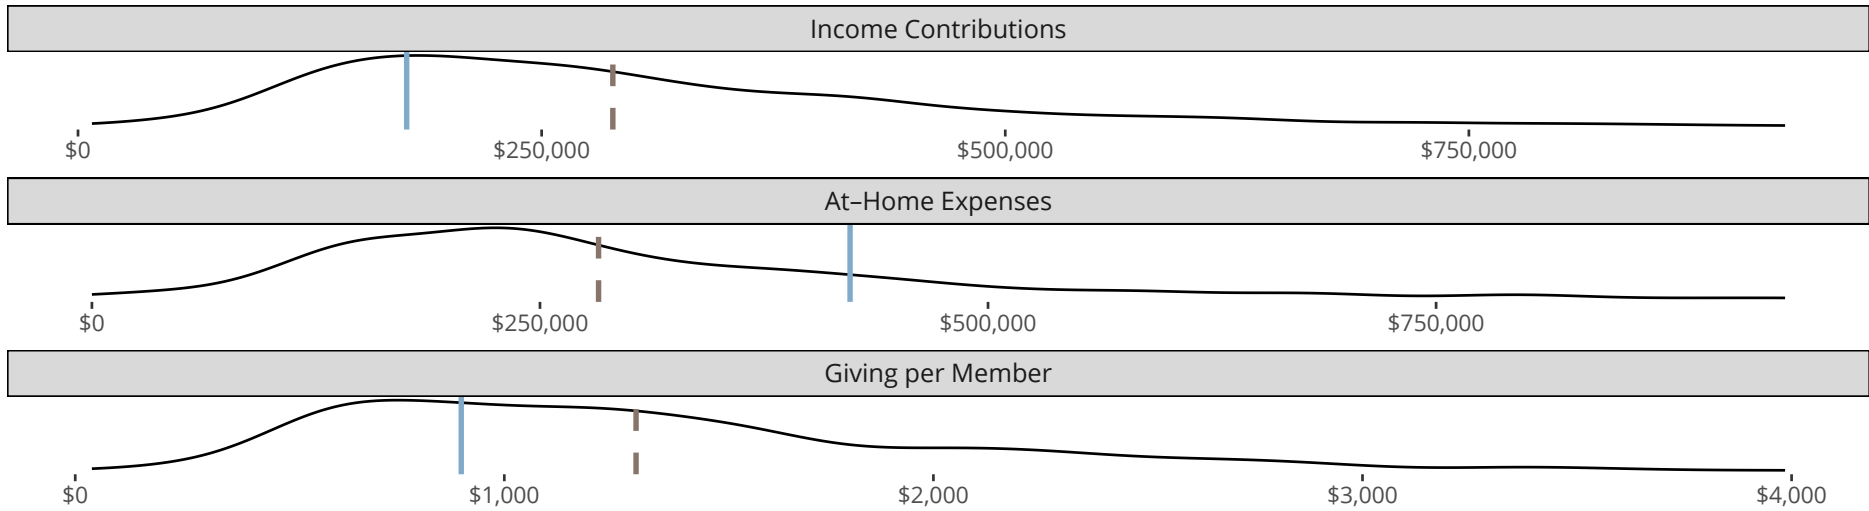 Income Contributions
$0 $250,000 $500,000 $750,000
At–Home Expenses
$0 $250,000 $500,000 $750,000
Giving per Member
$0 $1,000 $2,000 $3,000 $4,000